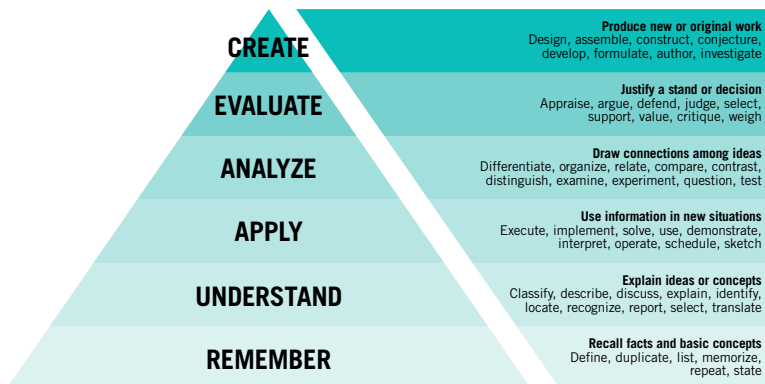 CREATE
Produce new or original work
Design, assemble, construct, conjecture,
develop, formulate, author, investigate
EVALUATE
Justify a stand or decision
Appraise, argue, defend, judge, select,
support, value, critique, weigh
ANALYZE
Draw connections among ideas
Differentiate, organize, relate, compare, contrast,
distinguish, examine, experiment, question, test
APPLY
Use information in new situations
Execute, implement, solve, use, demonstrate,
interpret, operate, schedule, sketch
UNDERSTAND
Explain ideas or concepts
Classify, describe, discuss, explain, identify,
locate, recognize, report, select, translate
REMEMBER
Recall facts and basic concepts
Define, duplicate, list, memorize,
repeat, state